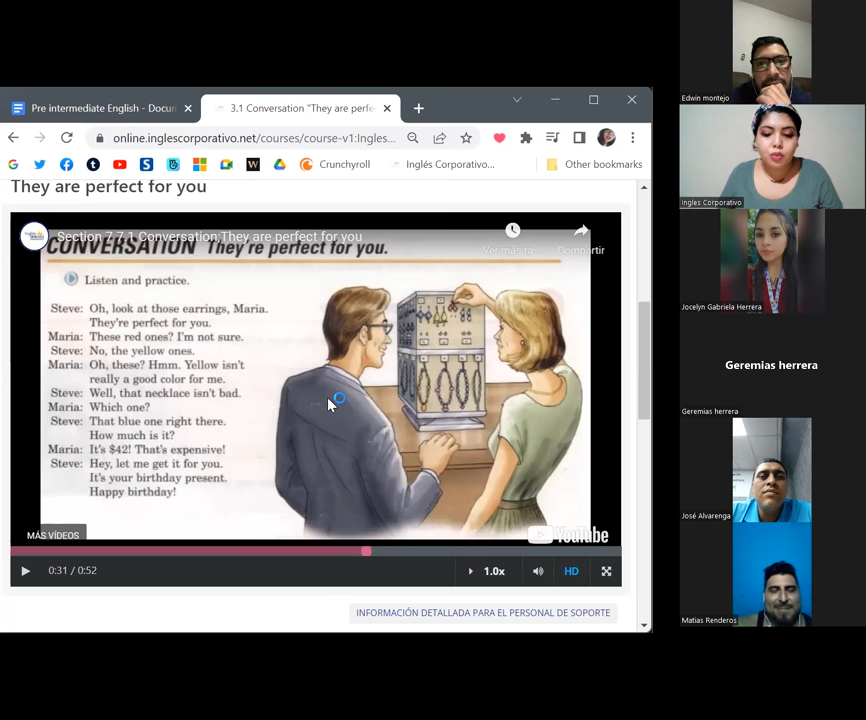 Pre intermediate English - Docun
3.1 Conversation "They are perfe
online.inglescorporativo.net/courses/course-v1:Ingles...
Crunchyroll
Inglés Corporativo...
Other bookmarks
They are perfect for you
Section 7.7.1 Conversation;They are perfect for you
Ver más ta...
Compartir
CONVERSATION They're perfect for you.
Listen and practice.
Steve: Oh, look at those earrings, Maria.
They're perfect for you.
Maria: These red ones? I'm not sure.
Steve: No, the yellow ones.
Maria: Oh, these? Hmm. Yellow isn't
really a good color for me.
Steve: Well, that necklace isn't bad.
Maria: Which one?
Steve: That blue one right there.
How much is it?
Maria: It's $42! That's expensive!
Steve: Hey, let me get it for you.
It's your birthday present.
Happy birthday!
MÁS VÍDEOS
YouTube
0:31 / 0:52
1.0x
HD
INFORMACIÓN DETALLADA PARA EL PERSONAL DE SOPORTE
Edwin montejo
Ingles Corporativo
Jocelyn Gabriela Herrera
Geremias herrera
Geremias herrera
José Alvarenga
Matias Renderos